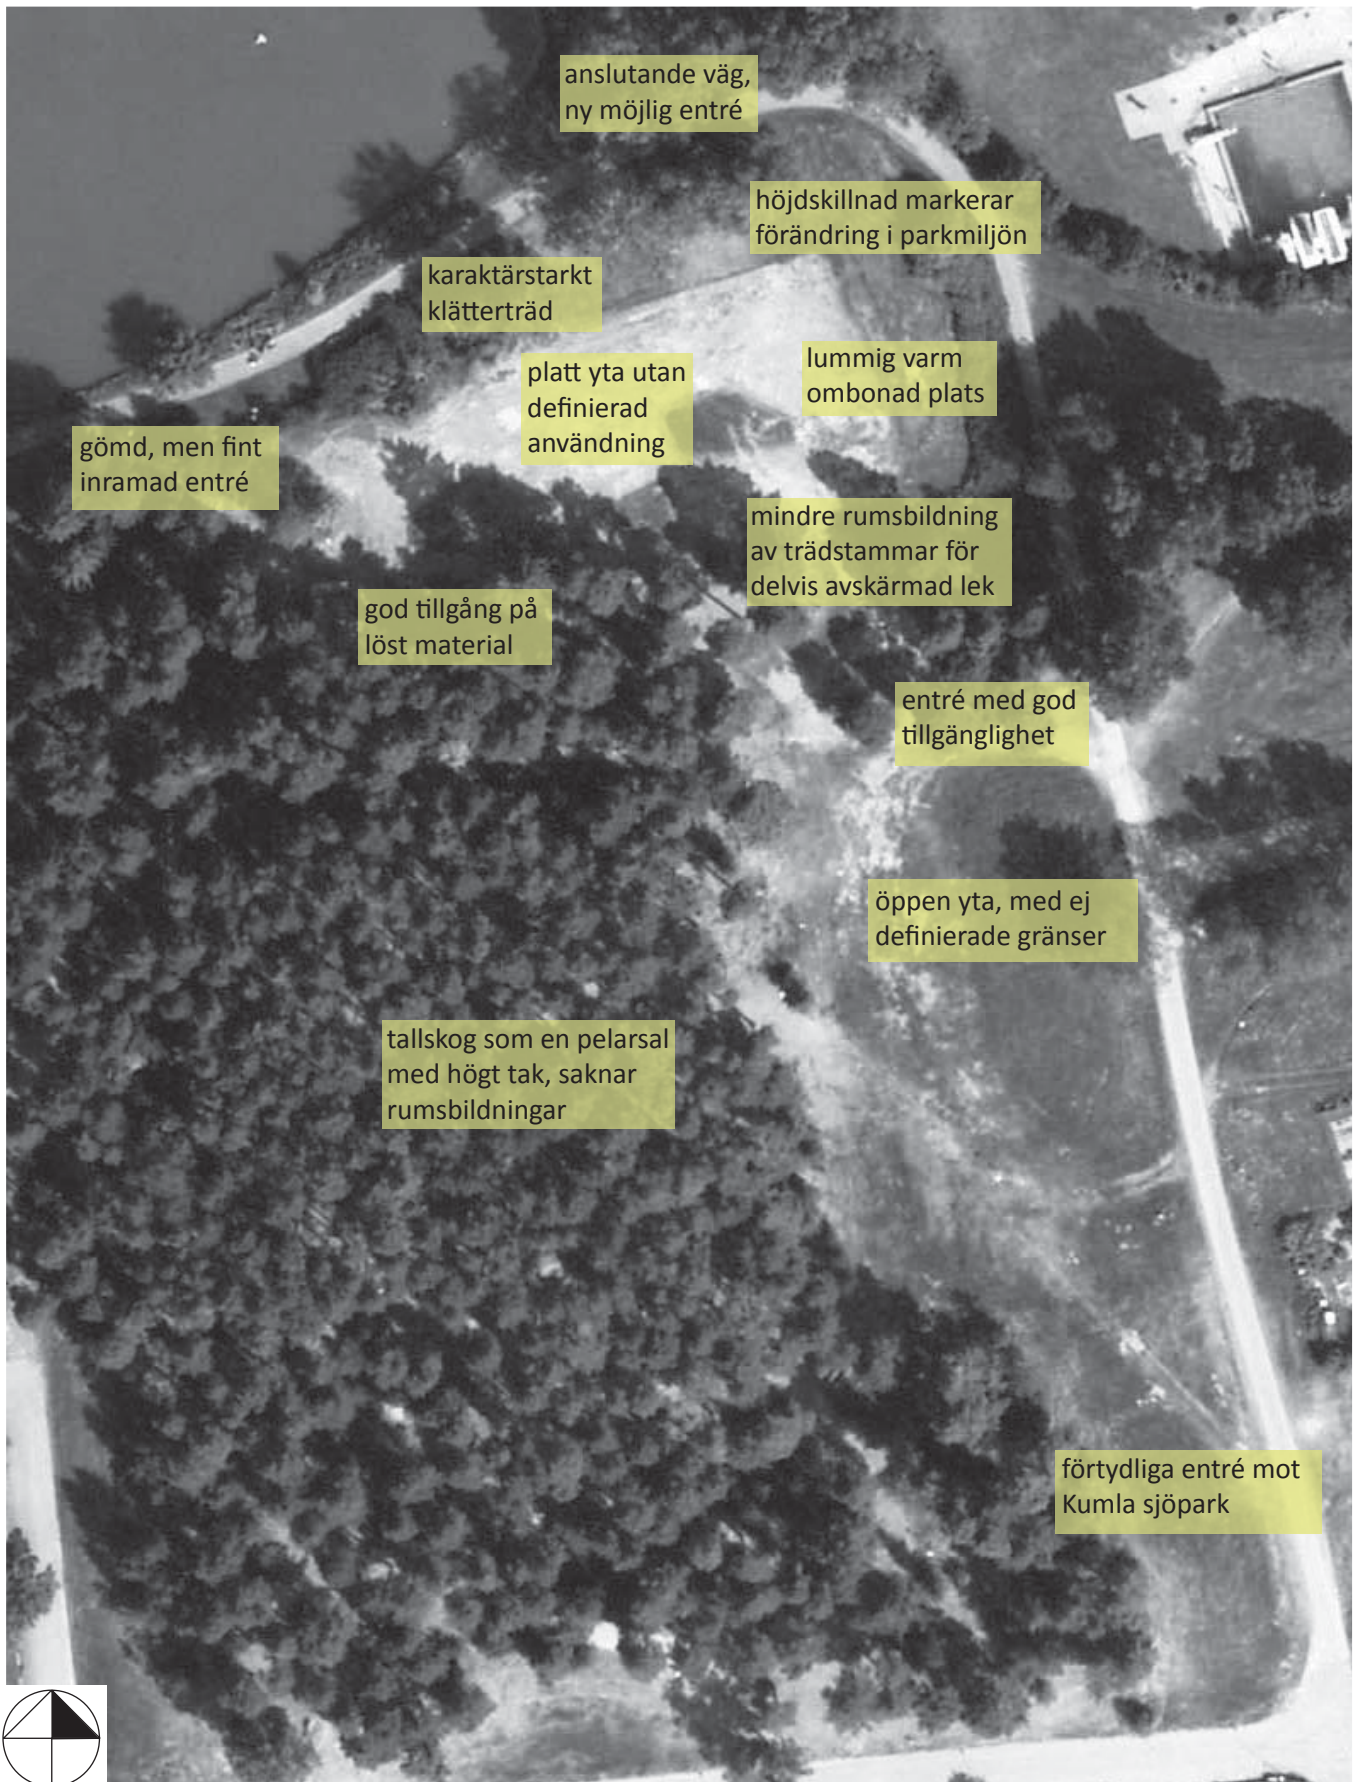 anslutande väg,
ny möjlig entré
höjdskillnad markerar
förändring i parkmiljön
karaktärstarkt
klätterträd
lummig varm
ombonad plats
platt yta utan
definierad
användning
gömd, men fint
inramad entré
mindre rumsbildning
av trädstammar för
delvis avskärmad lek
god tillgång på
löst material
entré med god
tillgänglighet
öppen yta, med ej
definierade gränser
tallskog som en pelarsal
med högt tak, saknar
rumsbildningar
förtydliga entré mot
Kumla sjöpark